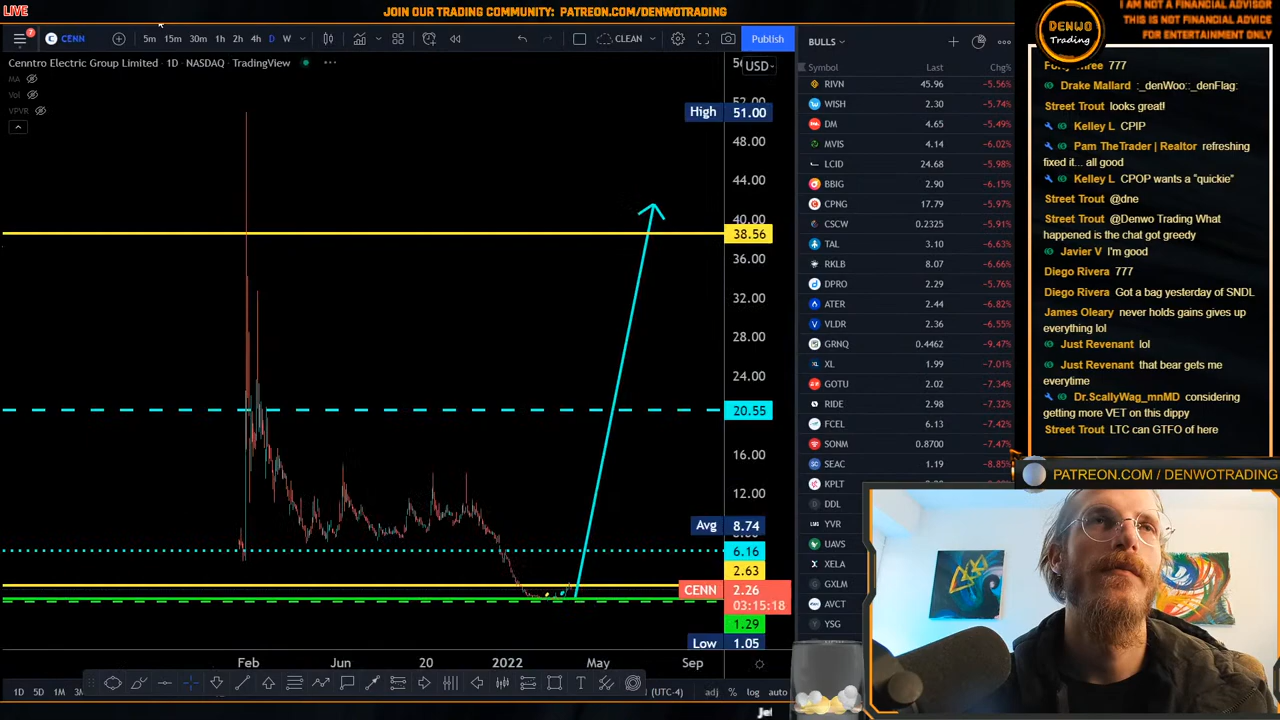 LIVE
JOIN OUR TRADING COMMUNITY: PATREON.COM/DENWOTRADING
I AM NOT A FINANCIAL ADVISOR
THIS IS NOT FINANCIAL ADVICE
FOR ENTERTAINMENT ONLY
DENWO
Trading
7
CENN
5m 15m 30m 1h 2h 4h D W
CLEAN
Publish
Cenntro Electric Group Limited · 1D · NASDAQ · TradingView
MA
Vol
VPVR
USD
52.00
High 51.00
48.00
44.00
40.00
38.56
36.00
32.00
28.00
24.00
20.55
16.00
12.00
Avg 8.74
6.16
2.63
CENN 2.26
03:15:18
1.29
Low 1.05
Feb Jun 20 2022 May Sep
1D 5D 1M
(UTC-4) adj % log auto
BULLS
Symbol Last Chg%
RIVN 45.96 −5.56%
WISH 2.30 −5.74%
DM 4.65 −5.49%
MVIS 4.14 −6.02%
LCID 24.68 −5.98%
BBIG 2.90 −6.15%
CPNG 17.79 −5.97%
CSCW 0.2325 −5.91%
TAL 3.10 −6.63%
RKLB 8.07 −6.66%
DPRO 2.29 −5.76%
ATER 2.44 −6.82%
VLDR 2.36 −6.55%
GRNQ 0.4462 −9.47%
XL 1.99 −7.01%
GOTU 2.02 −7.34%
RIDE 2.98 −7.32%
FCEL 6.13 −7.42%
SONM 0.8700 −7.47%
SEAC 1.19 −8.85%
KPLT
DDL
YVR
UAVS
XELA
GXLM
AVCT
YSG
777
Drake Mallard :_denWoo::_denFlag:
Street Trout looks great!
Kelley L CPIP
Pam TheTrader | Realtor refreshing
fixed it... all good
Kelley L CPOP wants a "quickie"
Street Trout @dne
Street Trout @Denwo Trading What
happened is the chat got greedy
Javier V I'm good
Diego Rivera 777
Diego Rivera Got a bag yesterday of SNDL
James Oleary never holds gains gives up
everything lol
Just Revenant lol
Just Revenant that bear gets me
everytime
Dr.ScallyWag_mnMD considering
getting more VET on this dippy
Street Trout LTC can GTFO of here
PATREON.COM / DENWOTRADING